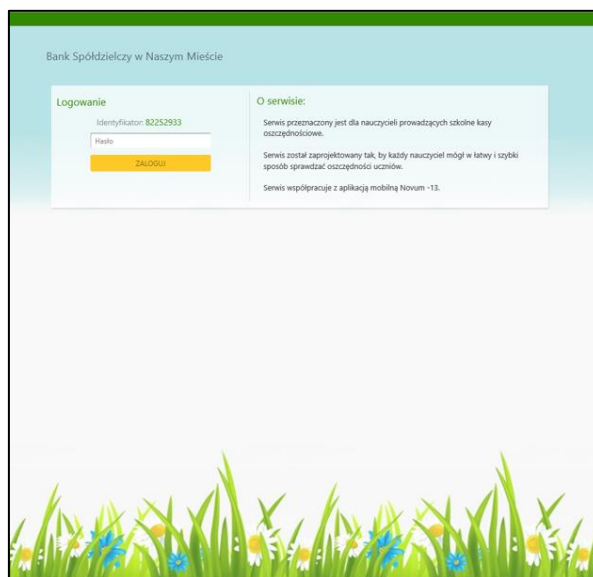 Bank Spółdzielczy w Naszym Mieście
Logowanie
Identyfikator: 82252933
Hasło
ZALOGUJ
O serwisie:
Serwis przeznaczony jest dla nauczycieli prowadzących szkolne kasy
oszczędnościowe.
Serwis został zaprojektowany tak, by każdy nauczyciel mógł w łatwy i szybki
sposób sprawdzać oszczędności uczniów.
Serwis współpracuje z aplikacją mobilną Novum -13.